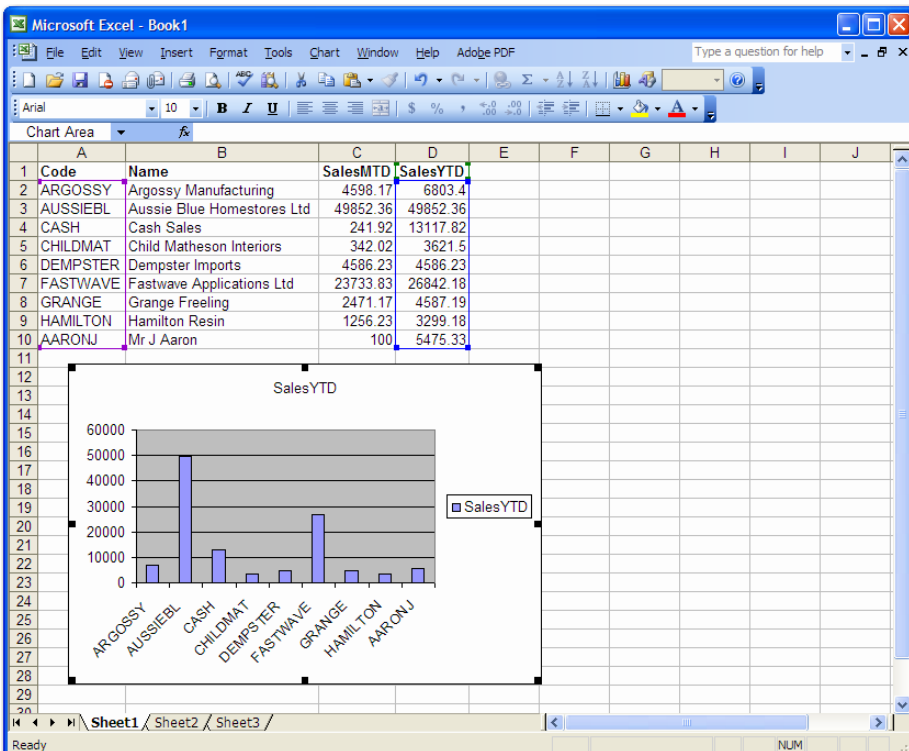 Microsoft Excel - Book1
File Edit View Insert Format Tools Chart Window Help Adobe PDF Type a question for help
Arial 10 B I U $ % ,
Chart Area fx
A B C D E F G H I J
1 Code Name SalesMTD SalesYTD
2 ARGOSSY Argossy Manufacturing 4598.17 6803.4
3 AUSSIEBL Aussie Blue Homestores Ltd 49852.36 49852.36
4 CASH Cash Sales 241.92 13117.82
5 CHILDMAT Child Matheson Interiors 342.02 3621.5
6 DEMPSTER Dempster Imports 4586.23 4586.23
7 FASTWAVE Fastwave Applications Ltd 23733.83 26842.18
8 GRANGE Grange Freeling 2471.17 4587.19
9 HAMILTON Hamilton Resin 1256.23 3299.18
10 AARONJ Mr J Aaron 100 5475.33
11
12
13
14
15
16
17
18
19
20
21
22
23
24
25
26
27
28
29
30
SalesYTD
60000
50000
40000
30000
20000
10000
0
ARGOSSY AUSSIEBL CASH CHILDMAT DEMPSTER FASTWAVE GRANGE HAMILTON AARONJ
SalesYTD
Sheet1 Sheet2 Sheet3
Ready NUM